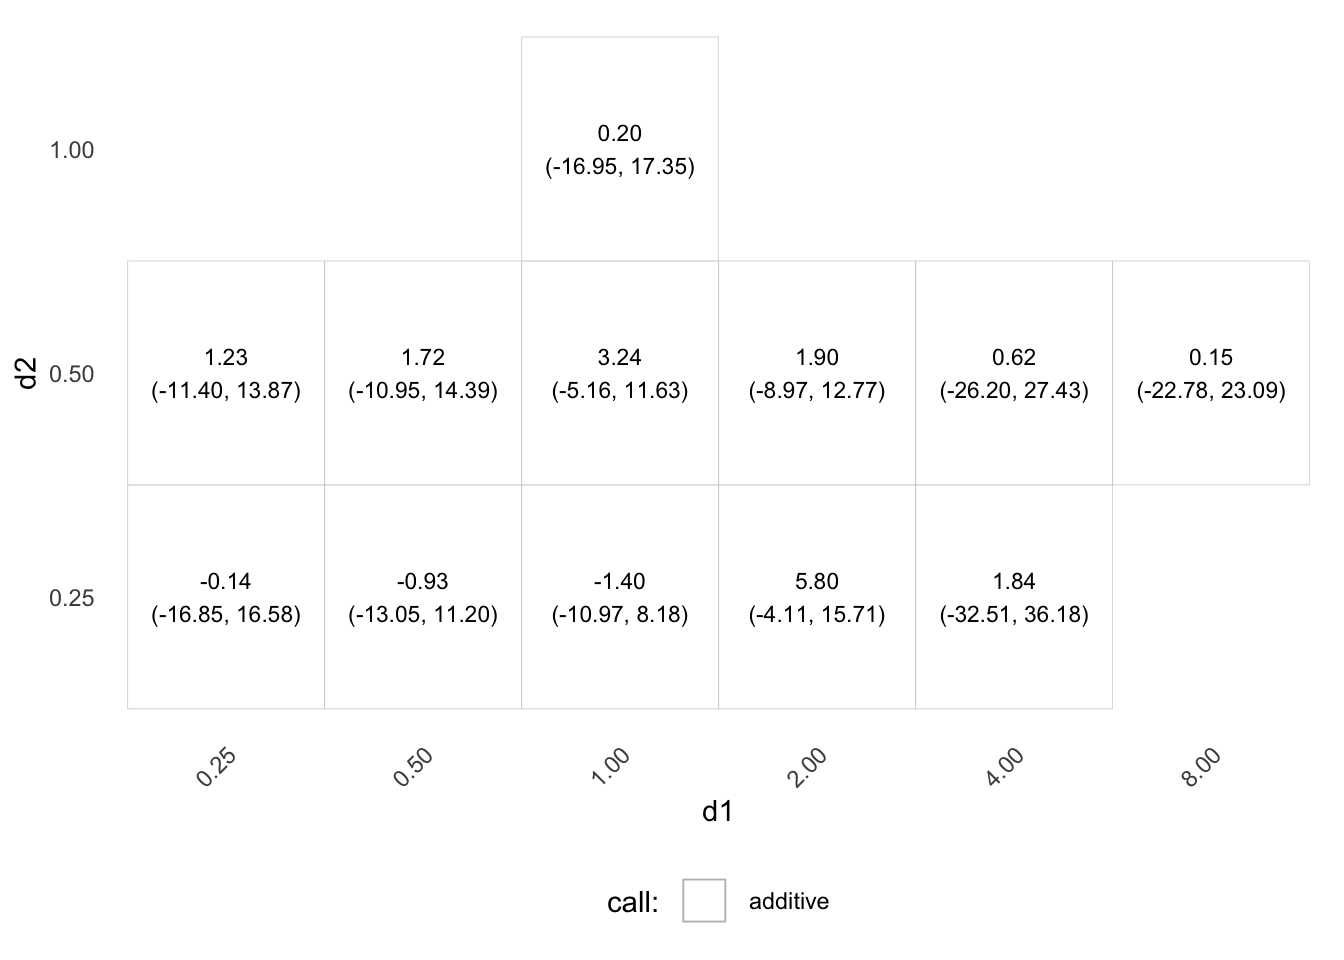 0.20
(-16.95, 17.35)
1.00
1.23 1.72 3.24 1.90 0.62 0.15
d2 0.50 (-11.40, 13.87) (-10.95, 14.39) (-5.16, 11.63) (-8.97, 12.77) (-26.20, 27.43) (-22.78, 23.09)
-0.14 -0.93 -1.40 5.80 1.84
0.25 (-16.85, 16.58) (-13.05, 11.20) (-10.97, 8.18) (-4.11, 15.71) (-32.51, 36.18)
0.25 0.50 1.00 2.00 4.00 8.00
d1
call: additive